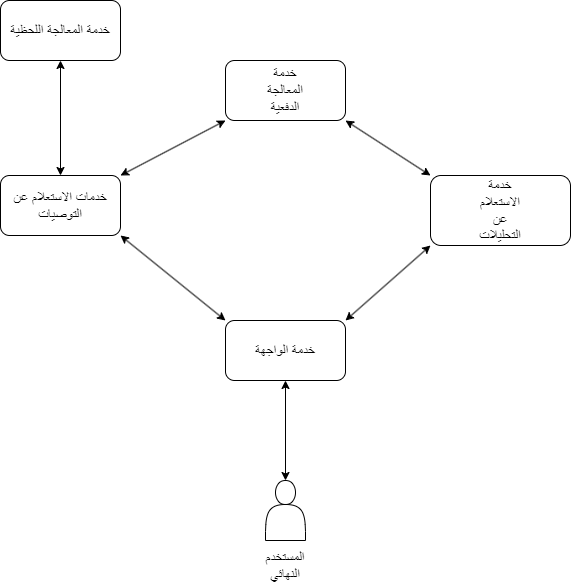 خدمة المعالجة اللحظية
خدمة
المعالجة
الدفعية
خدمات الاستعلام عن
التوصيات
خدمة
الاستعلام
عن
التحليلات
خدمة الواجهة
المستخدم
النهائي